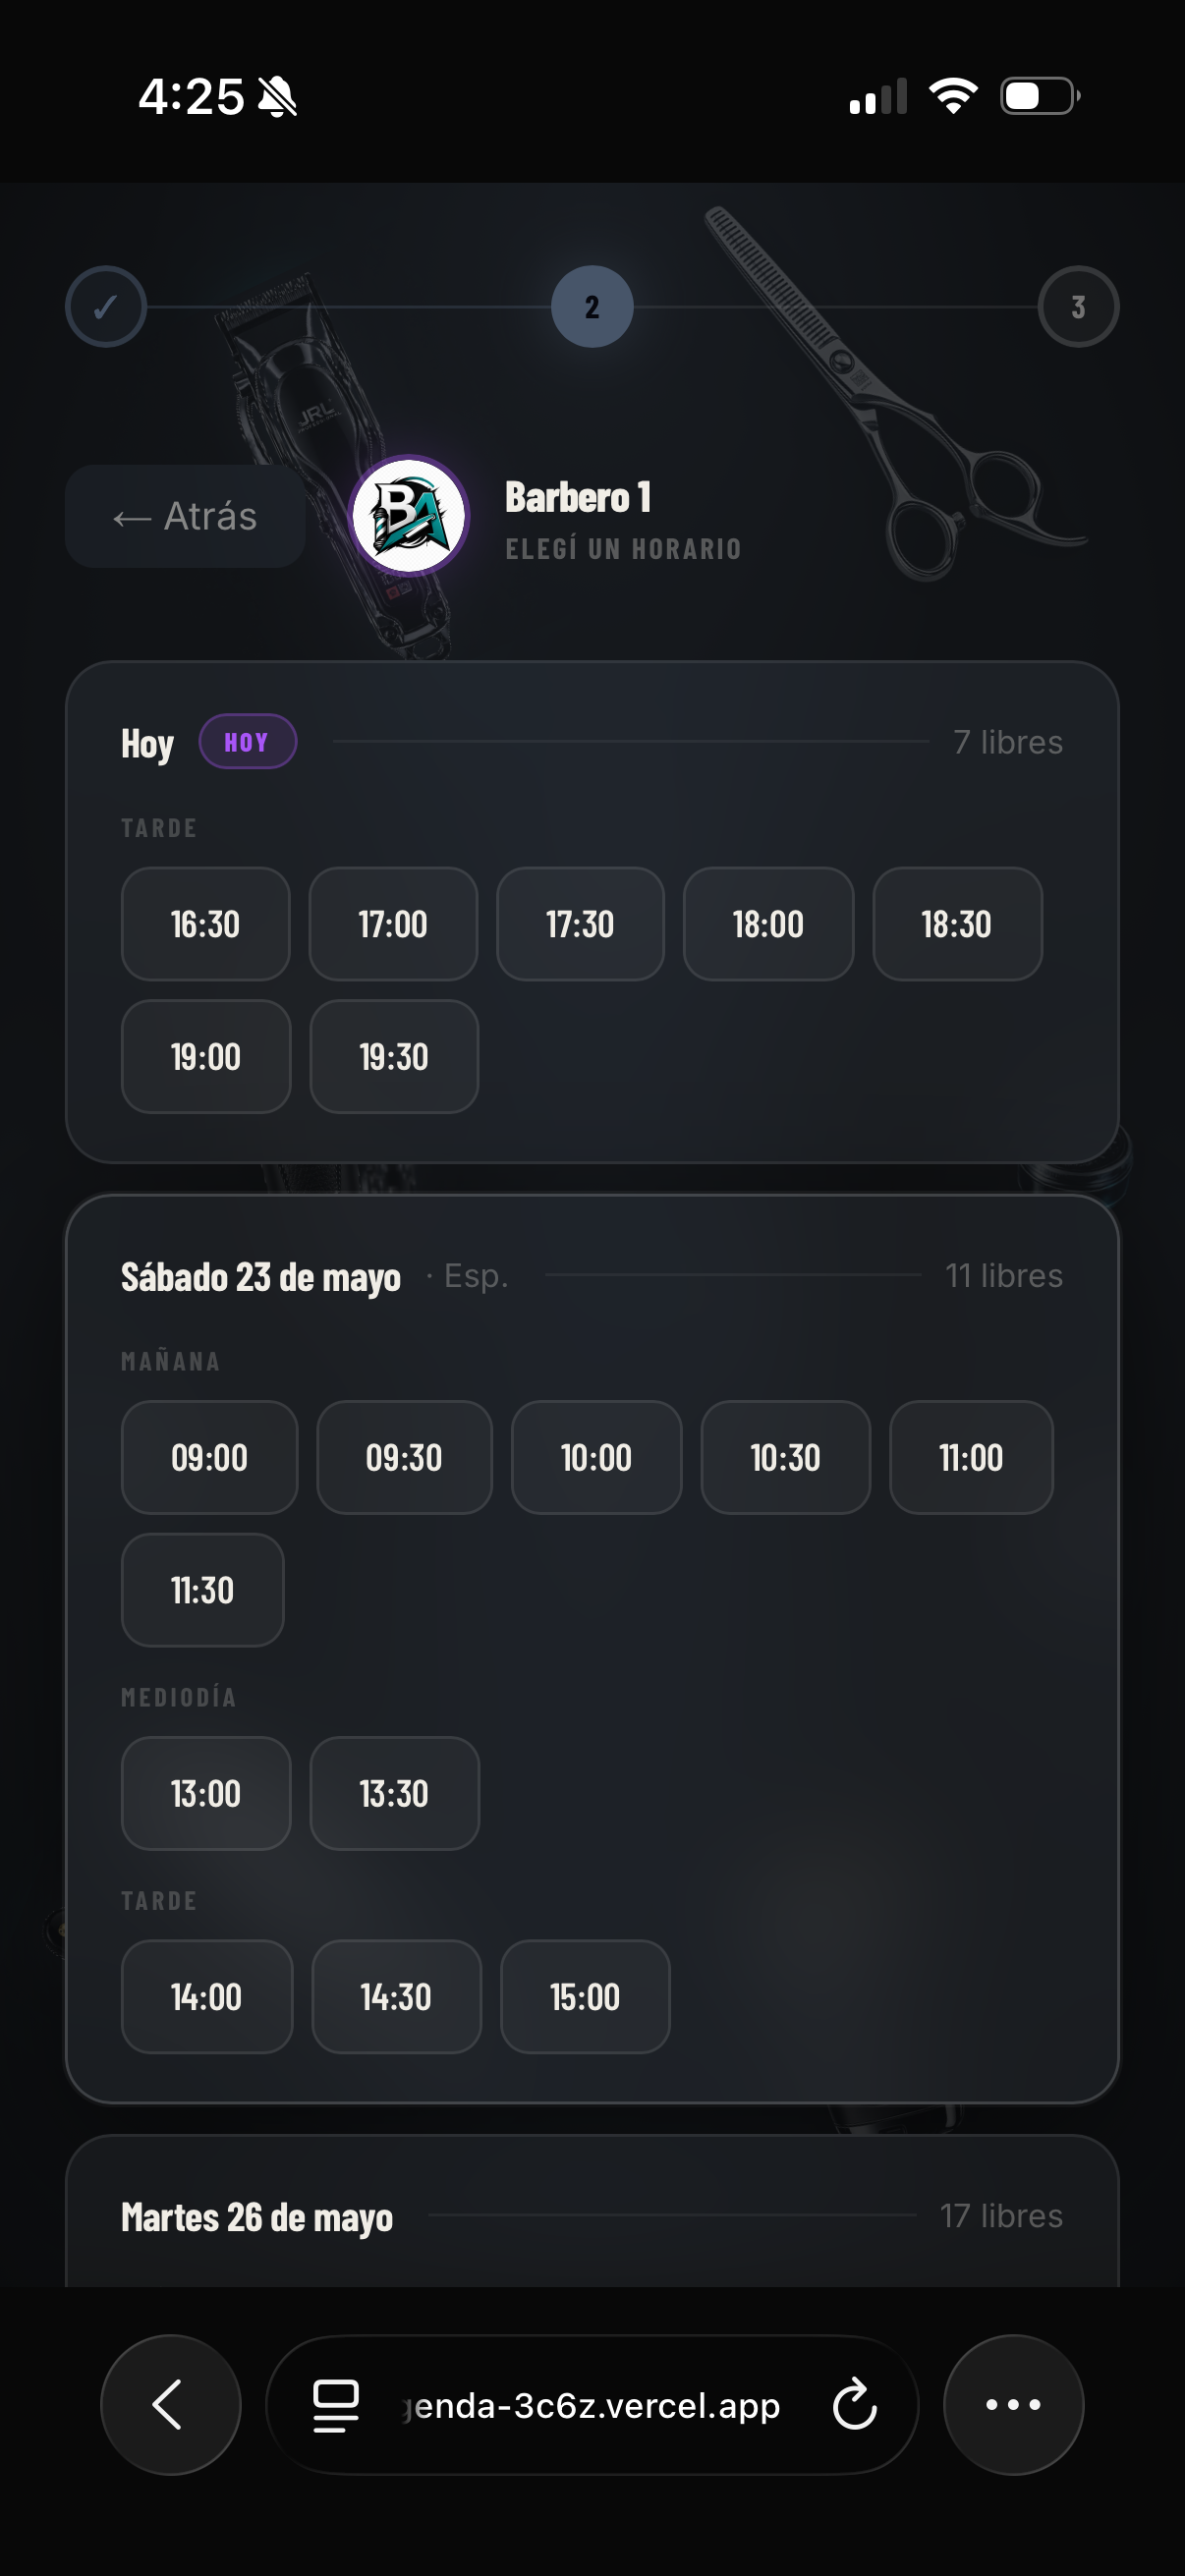 4:25
✓ 2 3
JRL
← Atrás
BA
Barbero 1
ELEGÍ UN HORARIO
Hoy HOY 7 libres
TARDE
16:30 17:00 17:30 18:00 18:30
19:00 19:30
Sábado 23 de mayo · Esp. 11 libres
MAÑANA
09:00 09:30 10:00 10:30 11:00
11:30
MEDIODÍA
13:00 13:30
TARDE
14:00 14:30 15:00
Martes 26 de mayo 17 libres
genda-3c6z.vercel.app